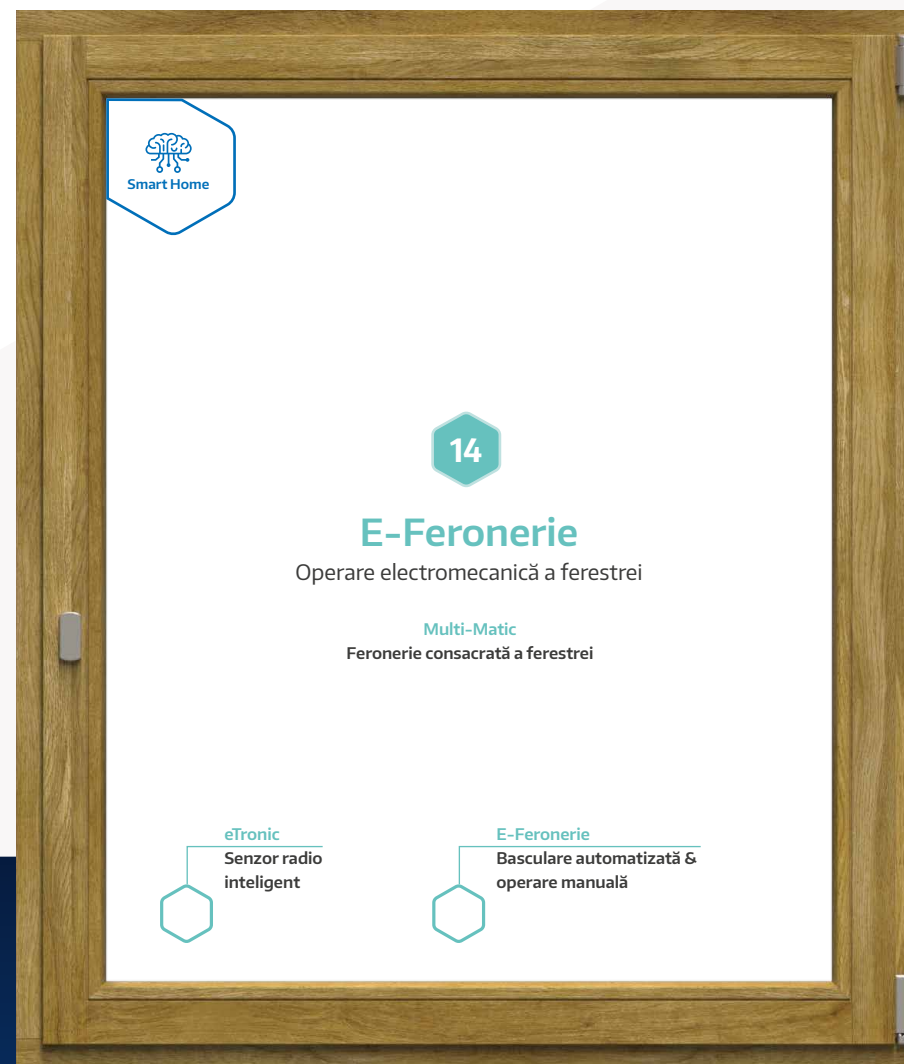 Smart Home
14
E-Feronerie
Operare electromecanică a ferestrei
Multi-Matic
Feronerie consacrată a ferestrei
eTronic
Senzor radio
inteligent
E-Feronerie
Basculare automatizată &
operare manuală